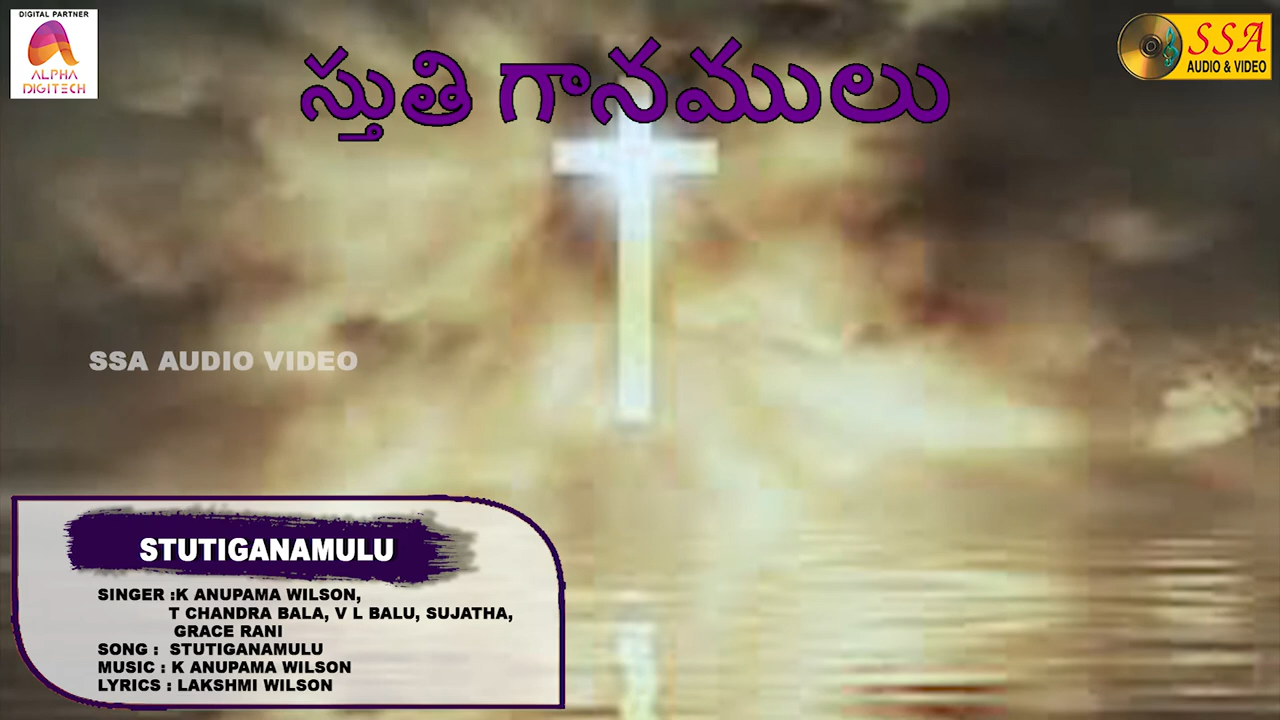 DIGITAL PARTNER
ALPHA
DIGITECH
SSA
AUDIO & VIDEO
స్తుతి గానములు
SSA AUDIO VIDEO
STUTIGANAMULU
SINGER :K ANUPAMA WILSON,
T CHANDRA BALA, V L BALU, SUJATHA,
GRACE RANI
SONG : STUTIGANAMULU
MUSIC : K ANUPAMA WILSON
LYRICS : LAKSHMI WILSON